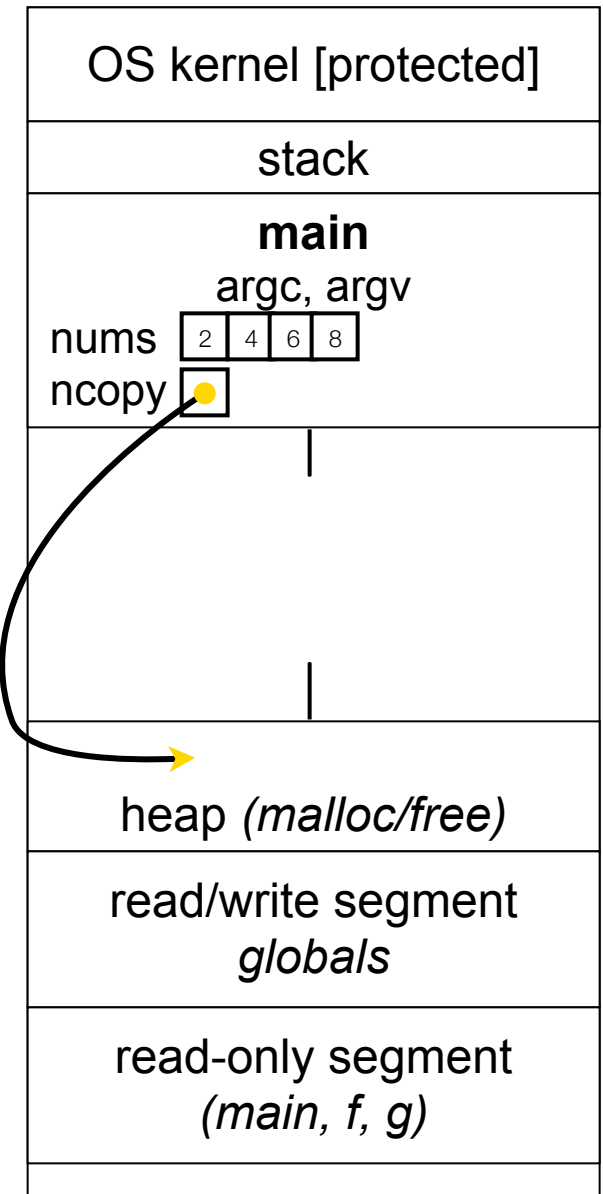 OS kernel [protected]
stack
main
argc, argv
nums 2 4 6 8
ncopy
heap (malloc/free)
read/write segment
globals
read-only segment
(main, f, g)